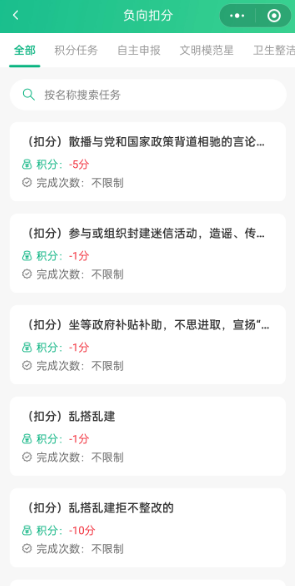 负向扣分
全部 积分任务 自主申报 文明模范星 卫生整洁
按名称搜索任务
（扣分）散播与党和国家政策背道相驰的言论...
积分：-5分
完成次数：不限制
（扣分）参与或组织封建迷信活动，造谣、传...
积分：-1分
完成次数：不限制
（扣分）坐等政府补贴补助，不思进取，宣扬“...
积分：-1分
完成次数：不限制
（扣分）乱搭乱建
积分：-1分
完成次数：不限制
（扣分）乱搭乱建拒不整改的
积分：-10分
完成次数：不限制